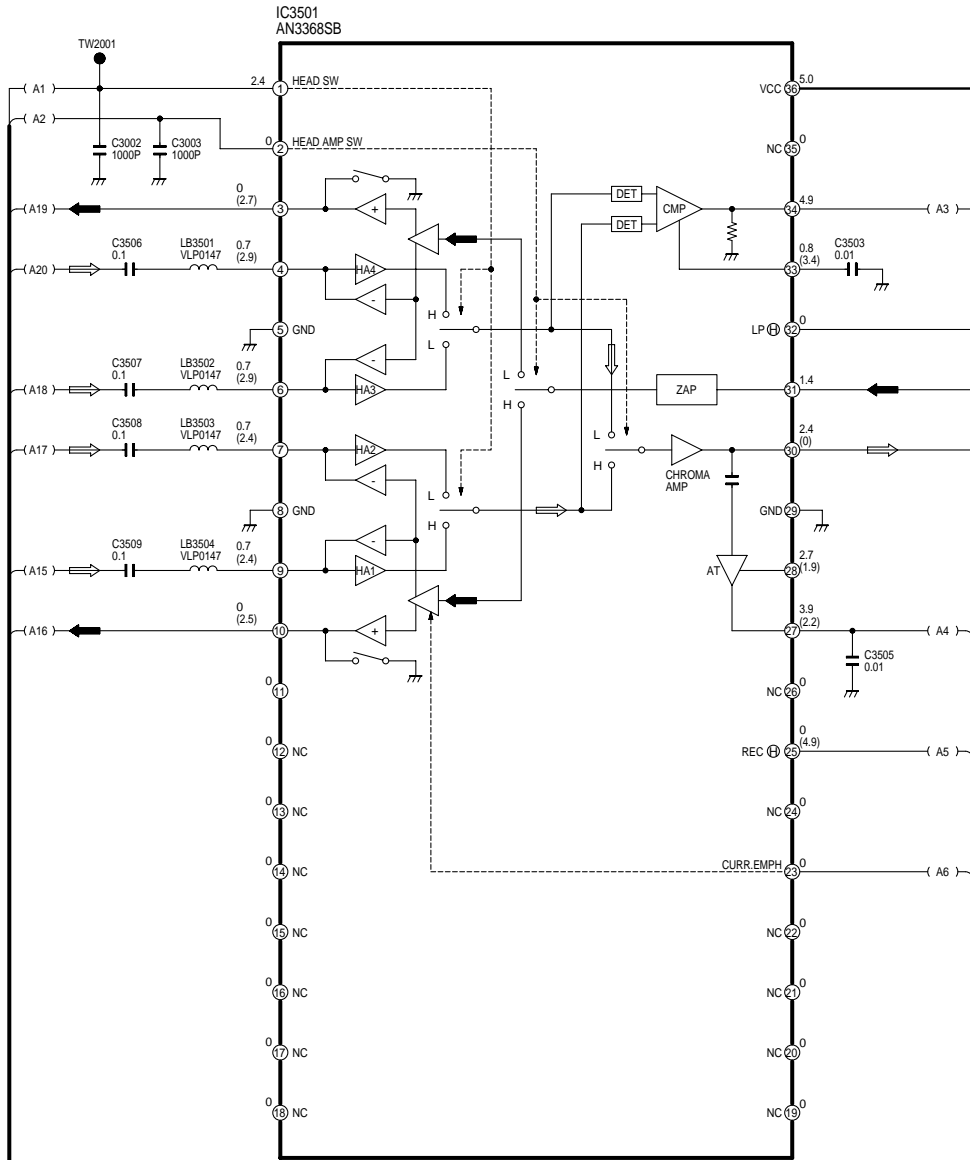 IC3501
AN3368SB
TW2001
A1
2.4
1
HEAD SW
VCC
36
5.0
A2
C3002
1000P
C3003
1000P
0
2
HEAD AMP SW
NC
35
0
A19
0
(2.7)
3
+
DET
DET
CMP
34
4.9
A3
C3506
0.1
LB3501
VLP0147
0.7
(2.9)
A20
4
HA4
-
33
0.8
(3.4)
C3503
0.01
H
L
5
GND
LP H
32
0
C3507
0.1
LB3502
VLP0147
0.7
(2.9)
A18
6
-
HA3
L
H
ZAP
31
1.4
C3508
0.1
LB3503
VLP0147
0.7
(2.4)
A17
7
HA2
-
L
H
CHROMA
AMP
30
2.4
(0)
L
H
8
GND
GND
29
C3509
0.1
LB3504
VLP0147
0.7
(2.4)
A15
9
-
HA1
AT
28
2.7
(1.9)
A16
0
(2.5)
10
+
27
3.9
(2.2)
A4
C3505
0.01
0
11
NC
26
0
0
12
NC
REC H
25
0
(4.9)
A5
0
13
NC
NC
24
0
0
14
NC
CURR.EMPH
23
0
A6
0
15
NC
NC
22
0
0
16
NC
NC
21
0
0
17
NC
NC
20
0
0
18
NC
NC
19
0